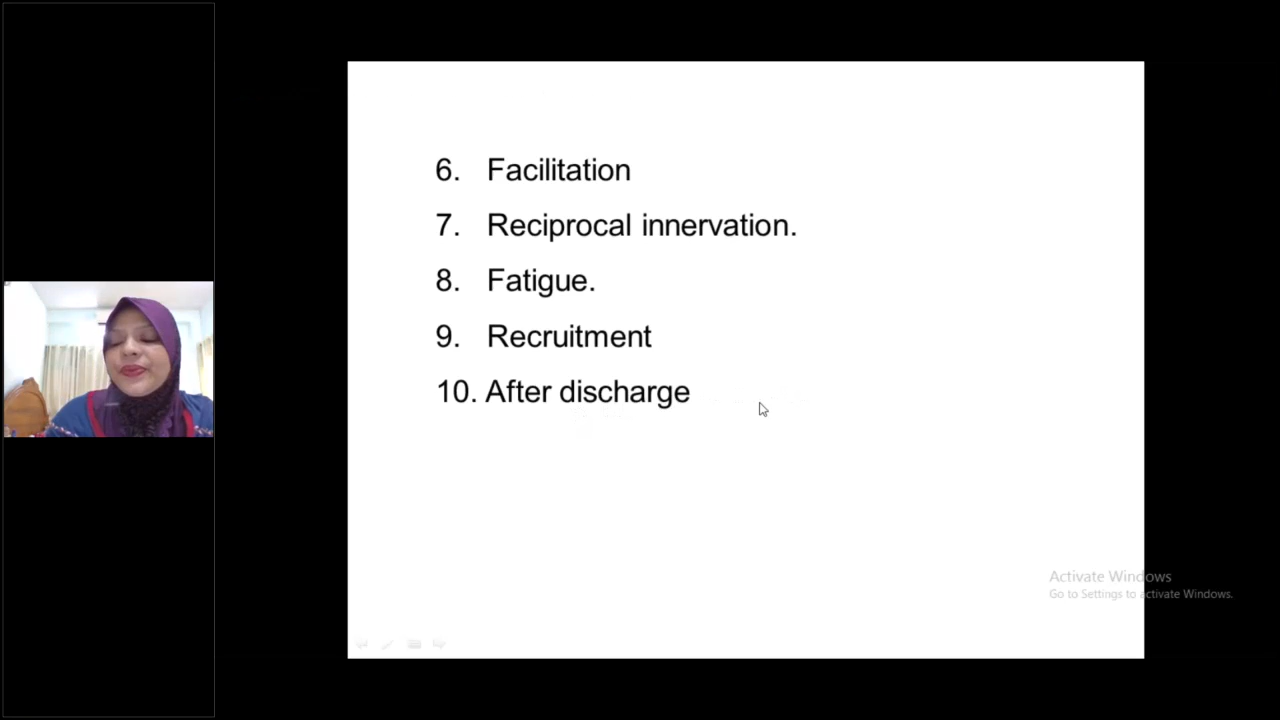 6. Facilitation
7. Reciprocal innervation.
8. Fatigue.
9. Recruitment
10. After discharge
Activate Windows
Go to Settings to activate Windows.